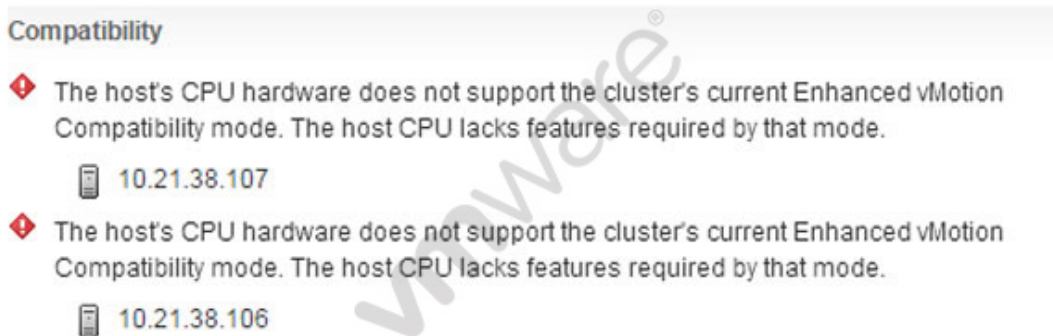 Compatibility
The host's CPU hardware does not support the cluster's current Enhanced vMotion
Compatibility mode. The host CPU lacks features required by that mode.
10.21.38.107
The host's CPU hardware does not support the cluster's current Enhanced vMotion
Compatibility mode. The host CPU lacks features required by that mode.
10.21.38.106
vmware®